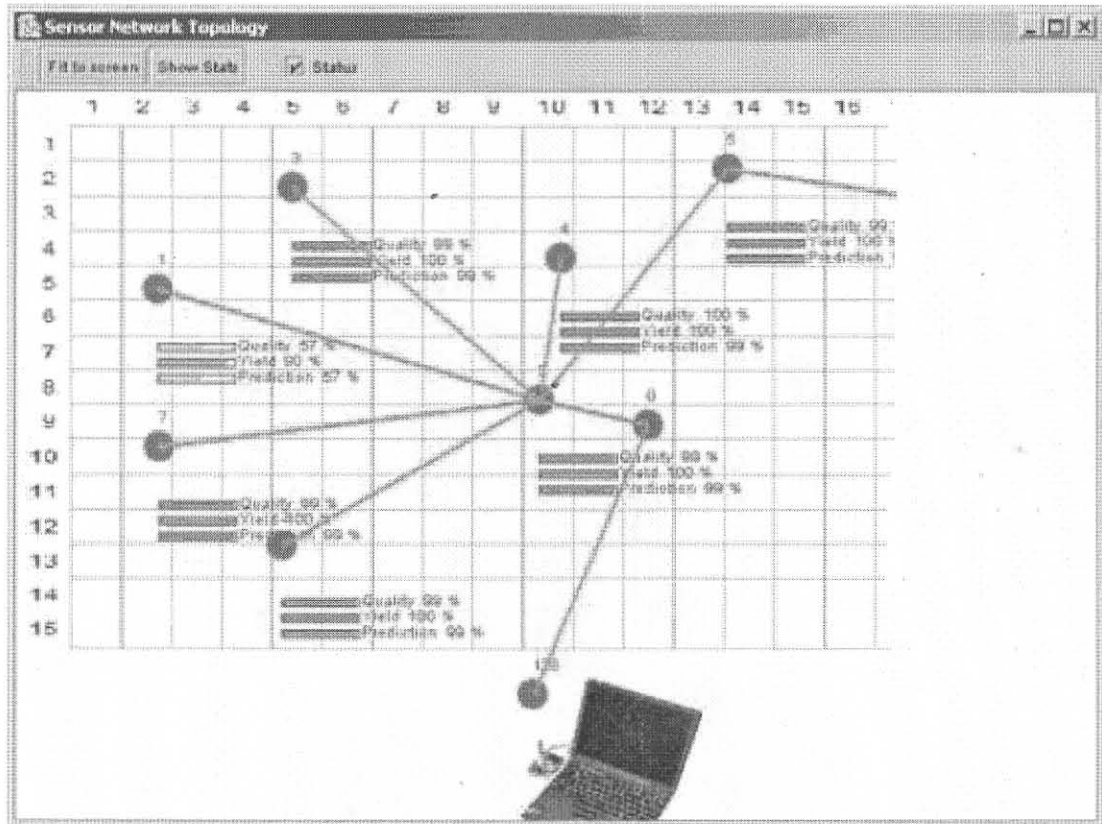 Sensor Network Topology
Fit to screen Show Stats Status
1 2 3 4 5 6 7 8 9 10 11 12 13 14 15 16
1
2
3
4
5
6
7
8
9
10
11
12
13
14
15
3
5
4
1
7
0
Quality 99
Yield 100 %
Prediction
Quality 99 %
Yield 100 %
Prediction 99 %
Quality 100 %
Yield 100 %
Prediction 99 %
Quality 57 %
Yield 90 %
Prediction 57 %
Quality 99 %
Yield 100 %
Prediction 99 %
Quality 99 %
Yield 100 %
99 %
Quality 99 %
Yield 100 %
Prediction 99 %